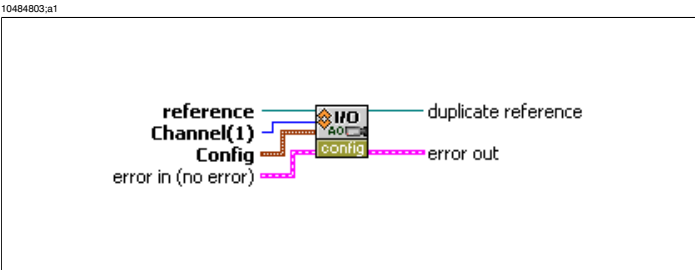 10484803;a1
reference
I/O
duplicate reference
Channel(1)
AO
Config
config
error out
error in (no error)